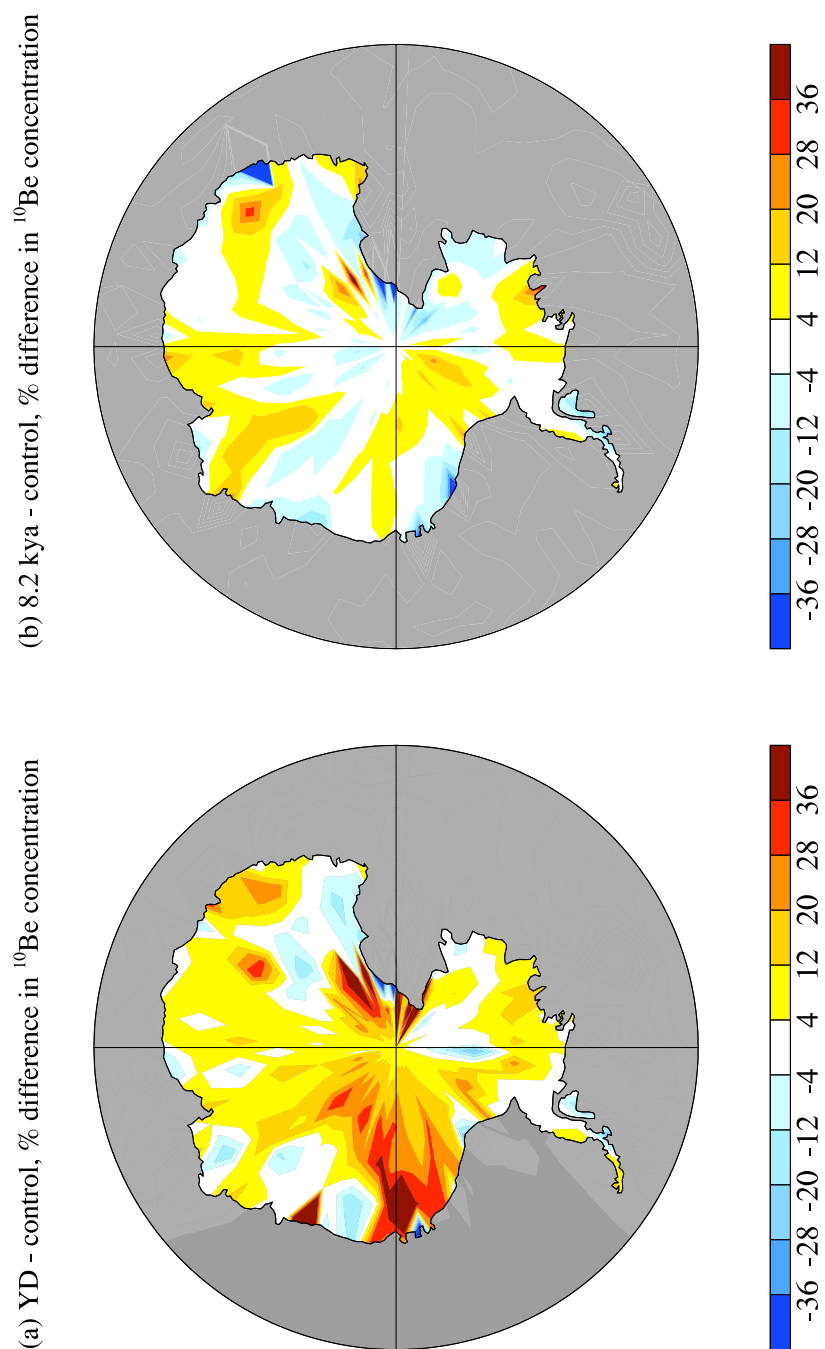 (a) YD - control, % difference in ¹⁰Be concentration
-36 -28 -20 -12 -4 4 12 20 28 36
(b) 8.2 kya - control, % difference in ¹⁰Be concentration
-36 -28 -20 -12 -4 4 12 20 28 36